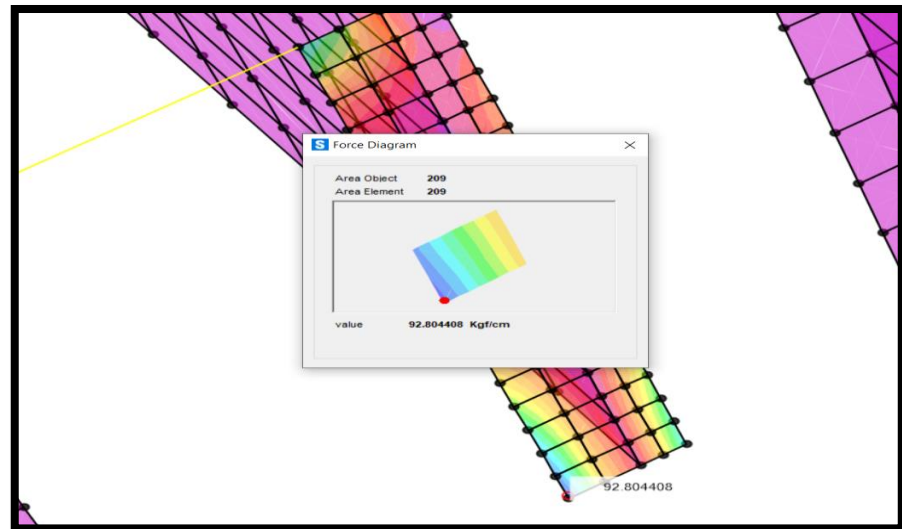 S Force Diagram
Area Object 209
Area Element 209
value 92.804408 Kgf/cm
92.804408